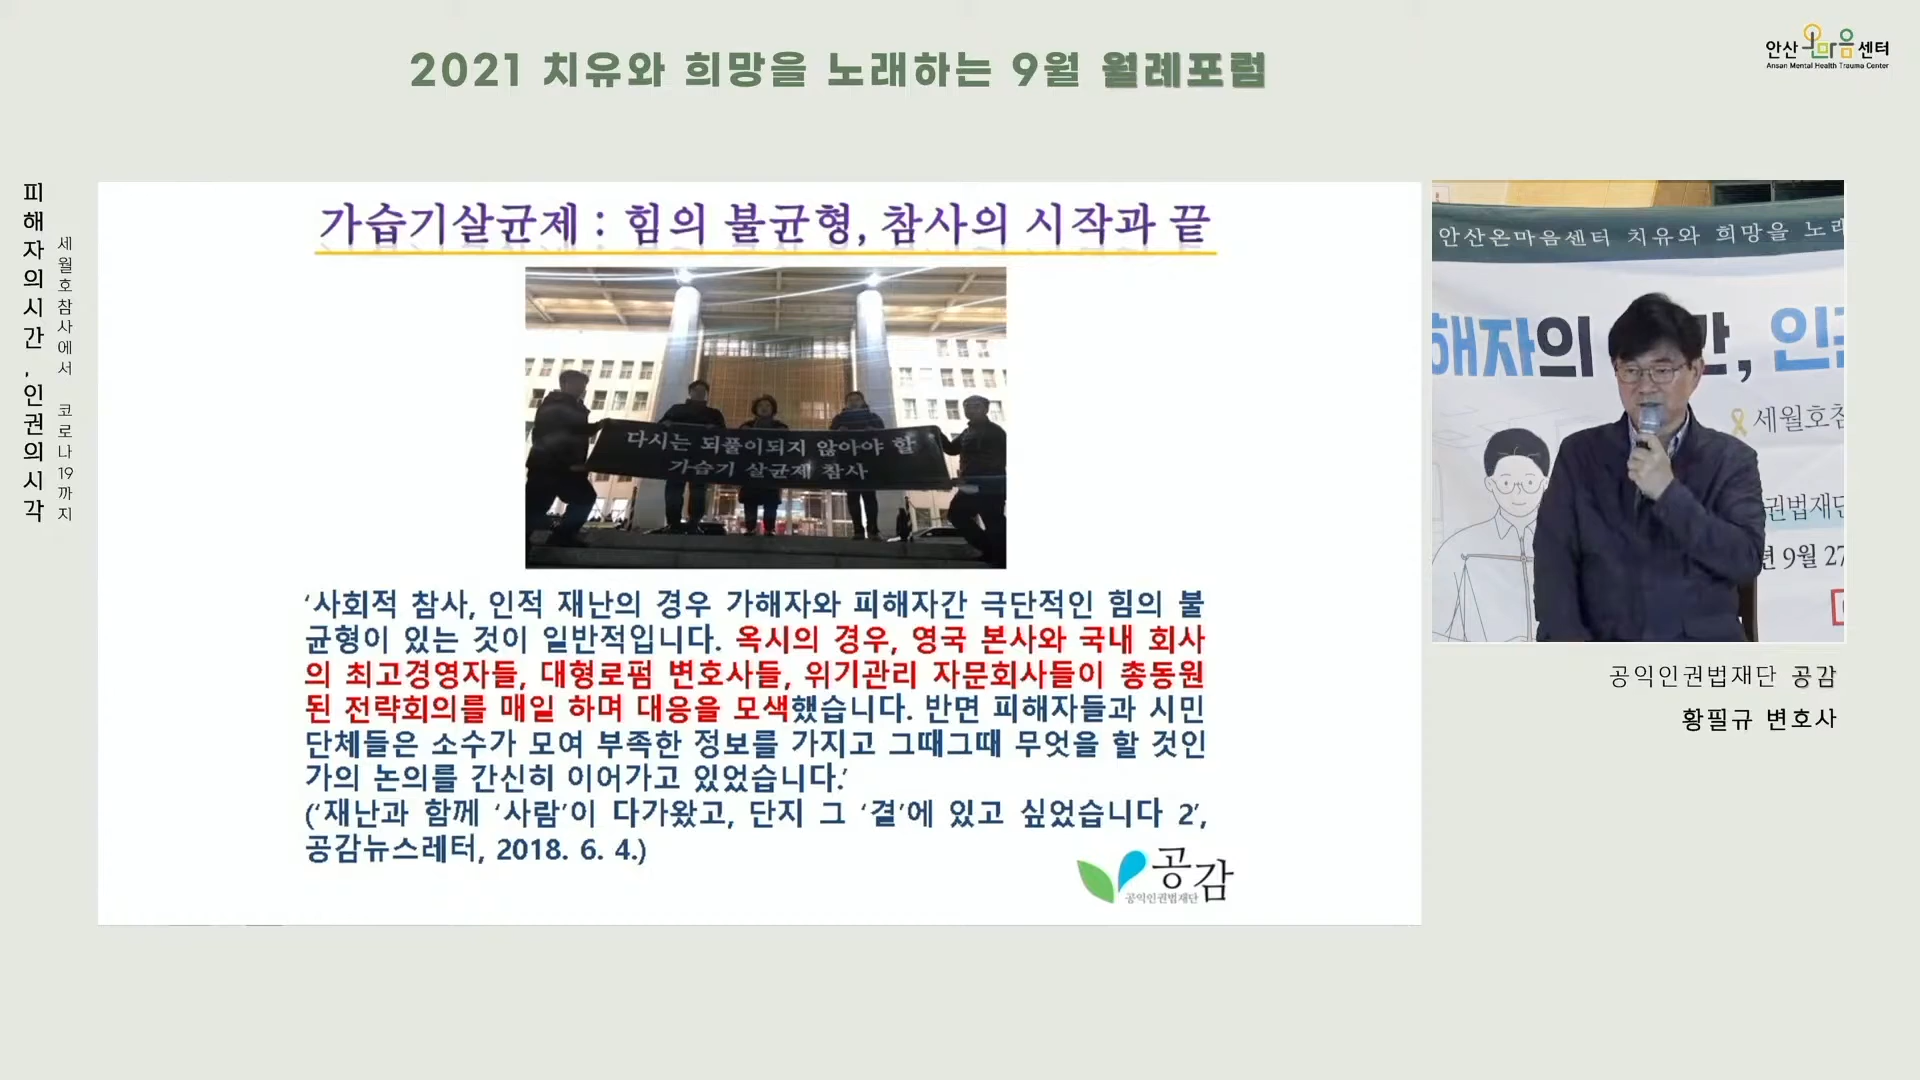 2021 치유와 희망을 노래하는 9월 월례포럼
안산온마음센터
Ansan Mental Health Trauma Center
피해자의 시간, 인권의 시각
세월호참사에서 코로나19까지
가습기살균제 : 힘의 불균형, 참사의 시작과 끝
다시는 되풀이되지 않아야 할
가습기 살균제 참사
‘사회적 참사, 인적 재난의 경우 가해자와 피해자간 극단적인 힘의 불
균형이 있는 것이 일반적입니다. 옥시의 경우, 영국 본사와 국내 회사
의 최고경영자들, 대형로펌 변호사들, 위기관리 자문회사들이 총동원
된 전략회의를 매일 하며 대응을 모색했습니다. 반면 피해자들과 시민
단체들은 소수가 모여 부족한 정보를 가지고 그때그때 무엇을 할 것인
가의 논의를 간신히 이어가고 있었습니다.’
(‘재난과 함께 ‘사람’이 다가왔고, 단지 그 ‘곁’에 있고 싶었습니다 2’,
공감뉴스레터, 2018. 6. 4.)
공감
공익인권법재단
안산온마음센터 치유와 희망을 노래
해자의 간, 인
세월호참
권법재단
년 9월 27
공익인권법재단 공감
황필규 변호사